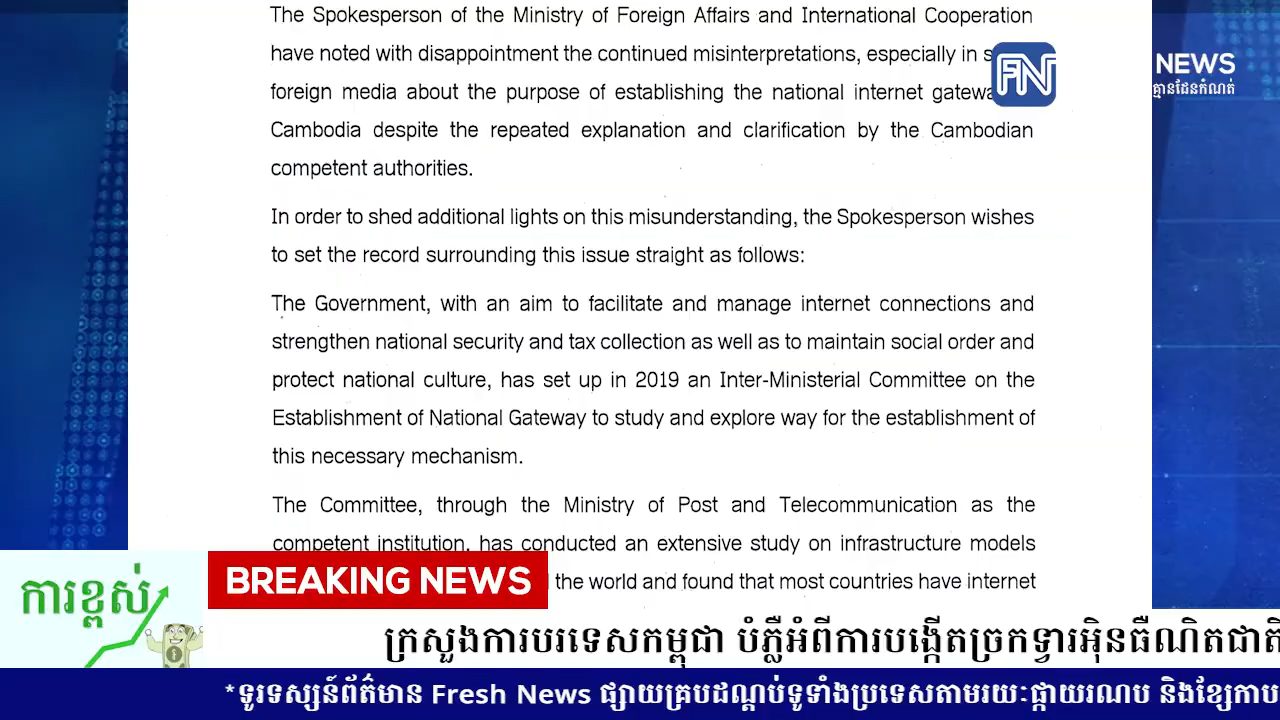 The Spokesperson of the Ministry of Foreign Affairs and International Cooperation
have noted with disappointment the continued misinterpretations, especially in
foreign media about the purpose of establishing the national internet
Cambodia despite the repeated explanation and clarification by the Cambodian
competent authorities.
In order to shed additional lights on this misunderstanding, the Spokesperson wishes
to set the record surrounding this issue straight as follows:
The Government, with an aim to facilitate and manage internet connections and
strengthen national security and tax collection as well as to maintain social order and
protect national culture, has set up in 2019 an Inter-Ministerial Committee on the
Establishment of National Gateway to study and explore way for the establishment of
this necessary mechanism.
The Committee, through the Ministry of Post and Telecommunication as the
competent institution, has conducted an extensive study on infrastructure models
the world and found that most countries have internet
FN
NEWS
គ្មានដែនកំណត់
ការខ្ពស់
BREAKING NEWS
ក្រសួងការបរទេសកម្ពុជា បំភ្លឺអំពីការបង្កើតច្រកទ្វារអ៊ិនធឺណិតជាតិ
*ទូរទស្សន៍ព័ត៌មាន Fresh News ផ្សាយគ្របដណ្តប់ទូទាំងប្រទេសតាមរយៈផ្កាយរណប និងខ្សែកាប